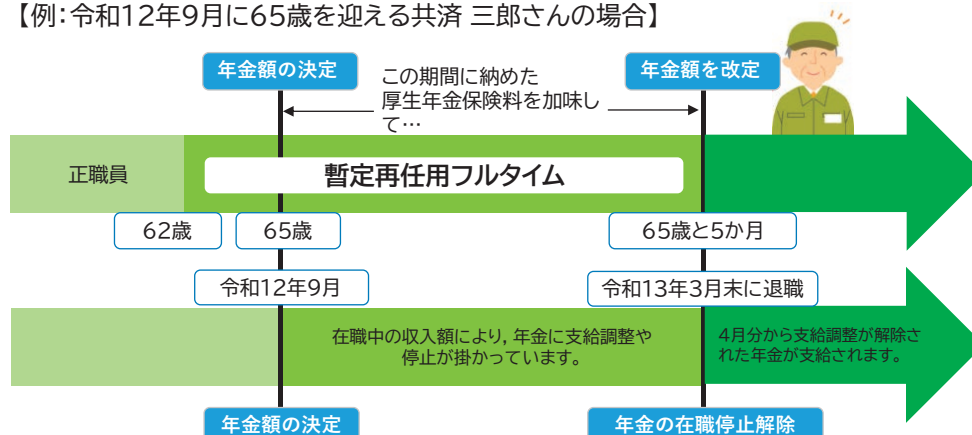 【例:令和12年9月に65歳を迎える共済 三郎さんの場合】
年金額の決定
この期間に納めた
厚生年金保険料を加味し
て…
年金額を改定
正職員
暫定再任用フルタイム
62歳
65歳
65歳と5か月
令和12年9月
令和13年3月末に退職
在職中の収入額により,年金に支給調整や
停止が掛かっています。
4月分から支給調整が解除さ
れた年金が支給されます。
年金額の決定
年金の在職停止解除